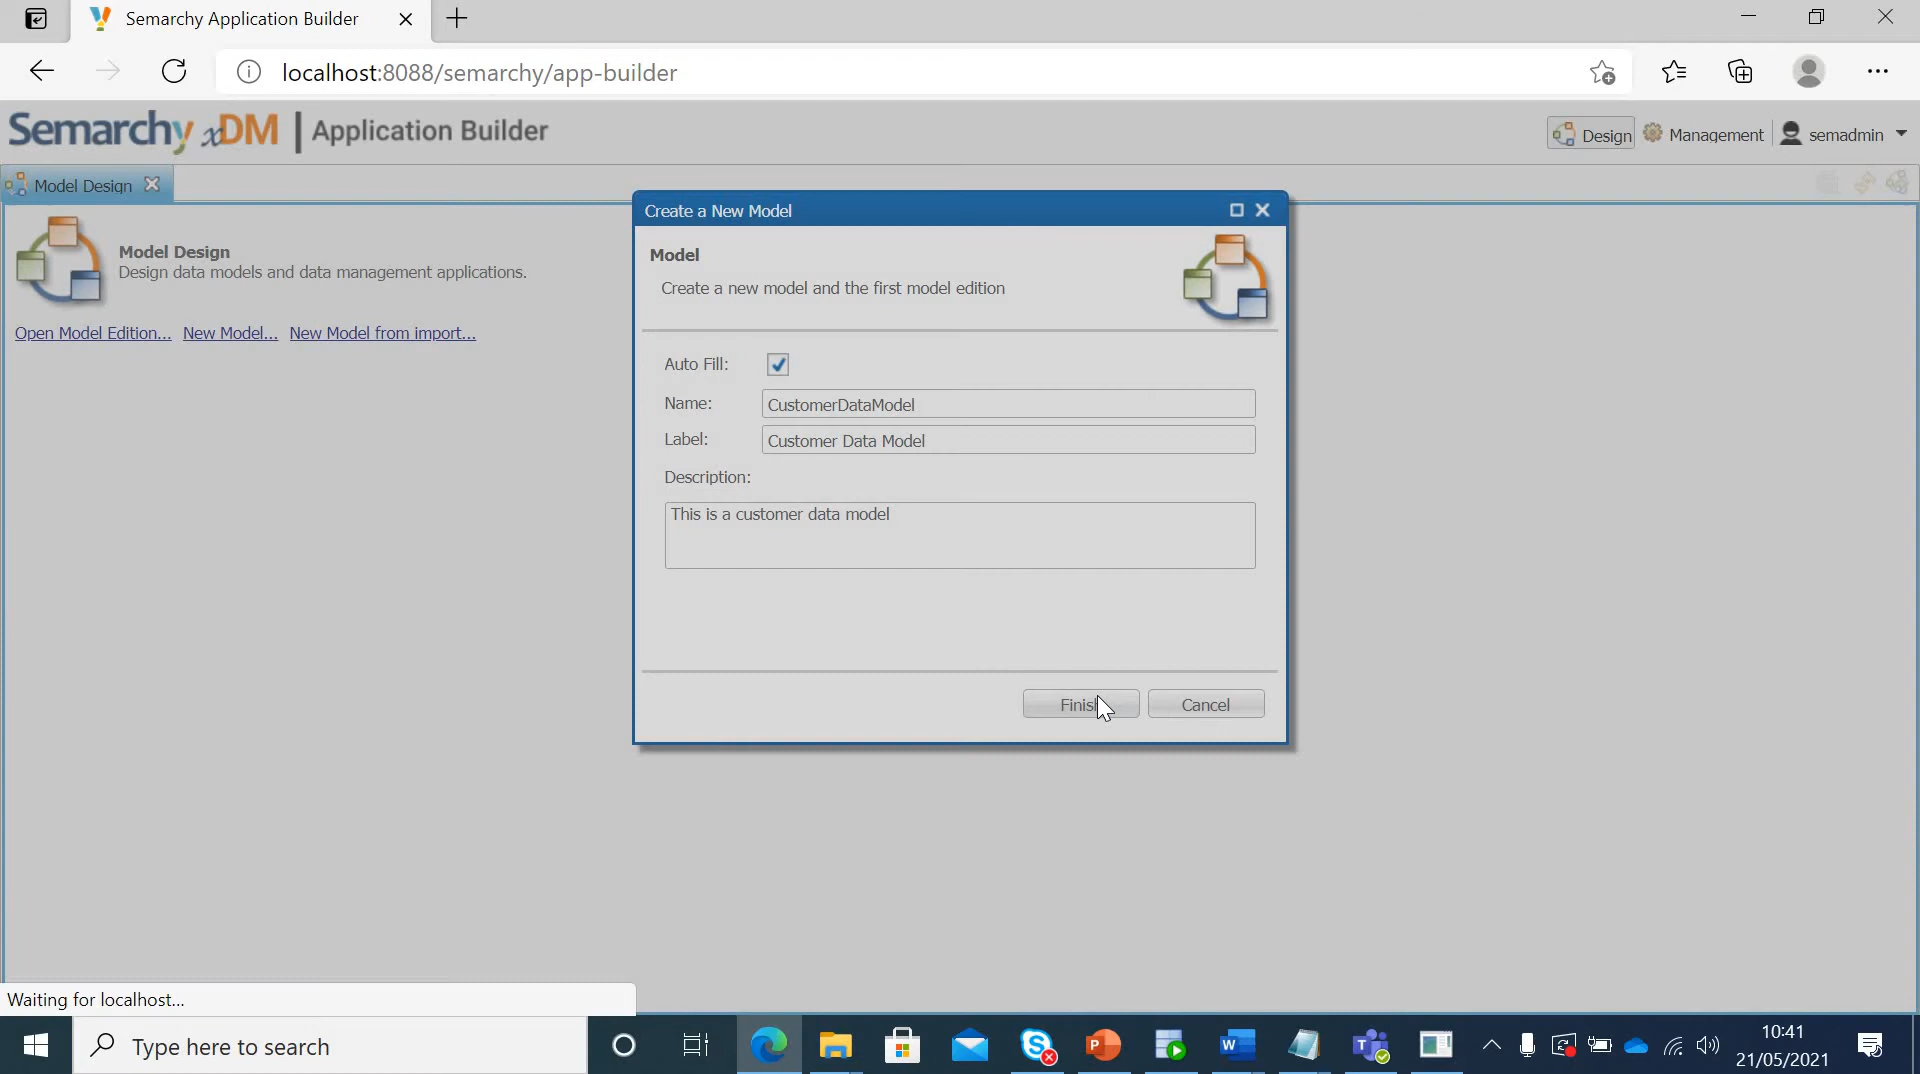 Semarchy Application Builder
localhost:8088/semarchy/app-builder
Semarchy xDM | Application Builder
Design
Management
semadmin
Model Design
Model Design
Design data models and data management applications.
Open Model Edition...
New Model...
New Model from import...
Create a New Model
Model
Create a new model and the first model edition
Auto Fill:
Name:
CustomerDataModel
Label:
Customer Data Model
Description:
This is a customer data model
Finish
Cancel
Waiting for localhost...
Type here to search
10:41
21/05/2021